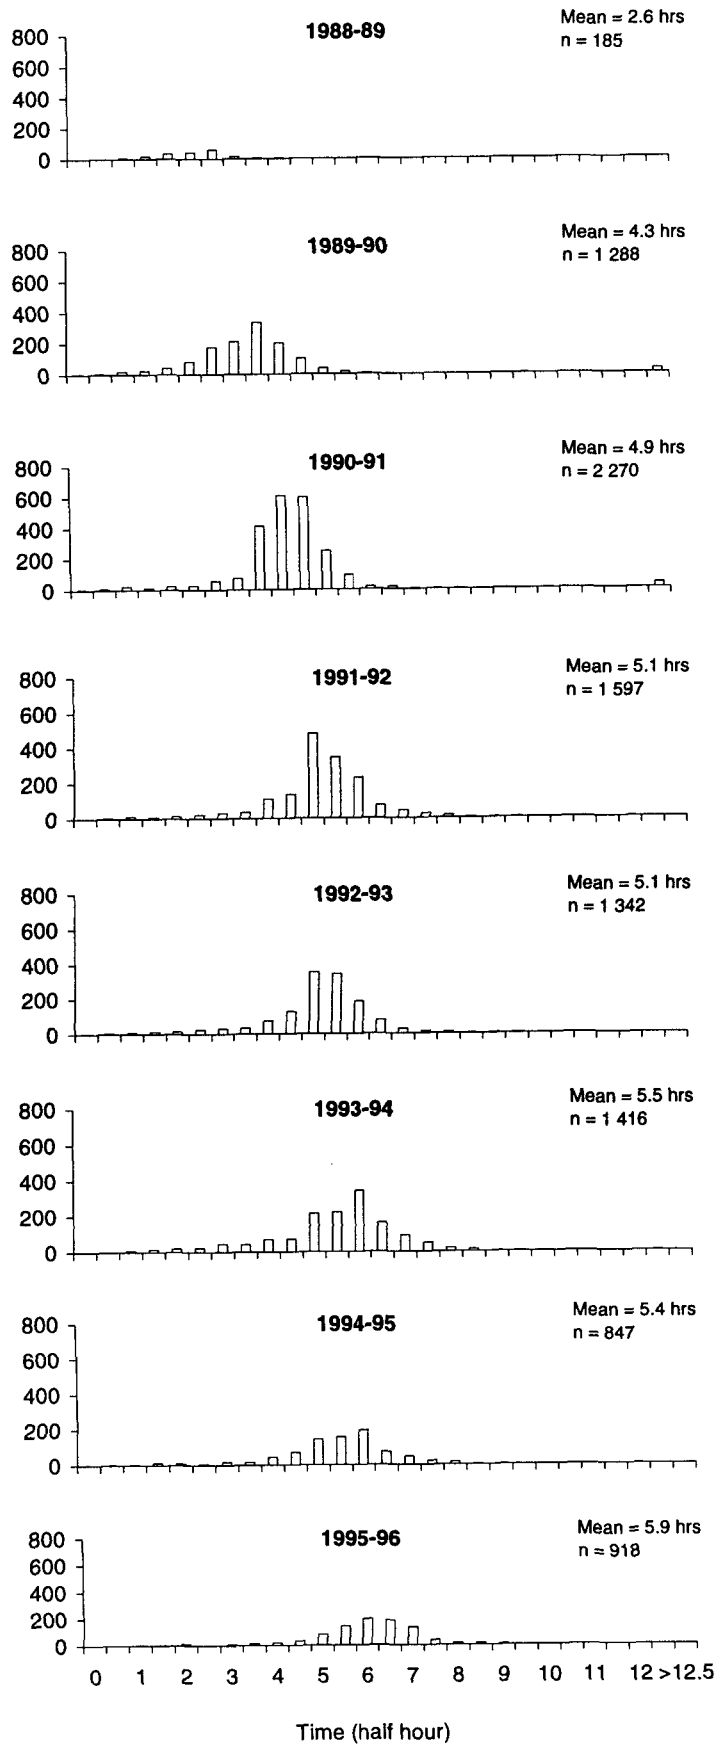 1988-89
Mean = 2.6 hrs
n = 185
800
600
400
200
0
1989-90
Mean = 4.3 hrs
n = 1 288
800
600
400
200
0
1990-91
Mean = 4.9 hrs
n = 2 270
800
600
400
200
0
1991-92
Mean = 5.1 hrs
n = 1 597
800
600
400
200
0
1992-93
Mean = 5.1 hrs
n = 1 342
800
600
400
200
0
1993-94
Mean = 5.5 hrs
n = 1 416
800
600
400
200
0
1994-95
Mean = 5.4 hrs
n = 847
800
600
400
200
0
1995-96
Mean = 5.9 hrs
n = 918
800
600
400
200
0
0 1 2 3 4 5 6 7 8 9 10 11 12 >12.5
Time (half hour)